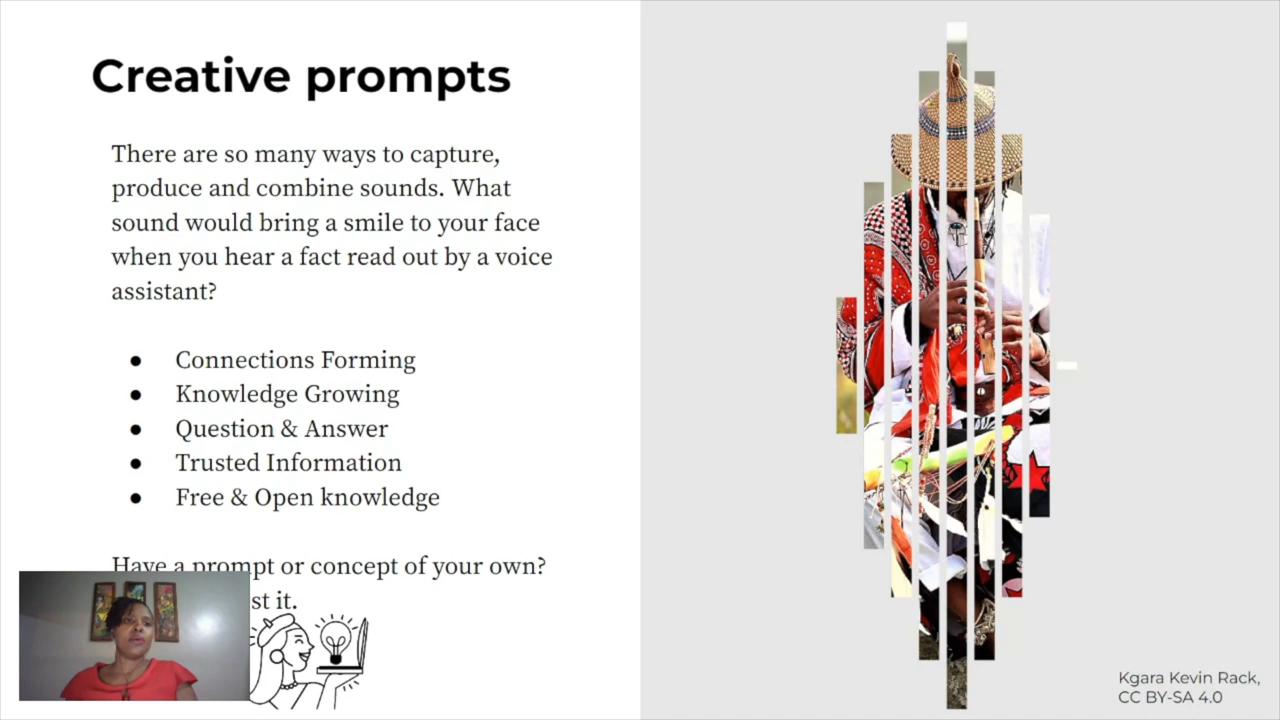 Creative prompts
There are so many ways to capture,
produce and combine sounds. What
sound would bring a smile to your face
when you hear a fact read out by a voice
assistant?
● Connections Forming
● Knowledge Growing
● Question & Answer
● Trusted Information
● Free & Open knowledge
Have a prompt or concept of your own?
st it.
Kgara Kevin Rack,
CC BY-SA 4.0